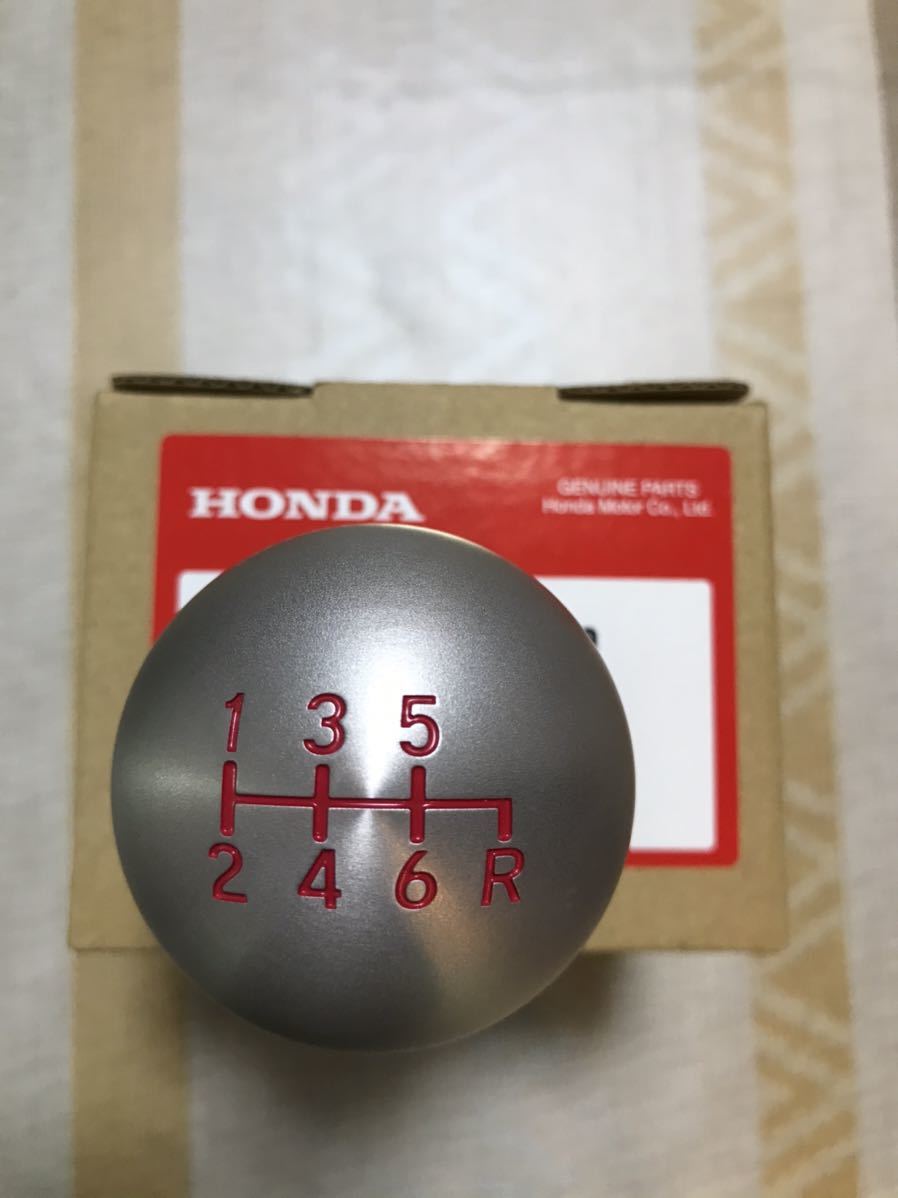 HONDA
GENUINE PARTS
Honda Motor Co., Ltd.
1 3 5
2 4 6 R